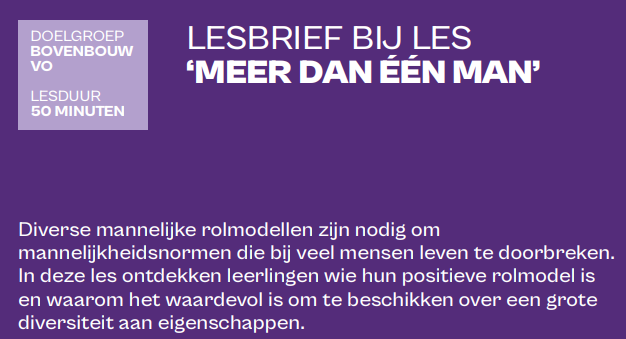 DOELGROEP
BOVENBOUW
VO
LESDUUR
50 MINUTEN
LESBRIEF BIJ LES
‘MEER DAN ÉÉN MAN’
Diverse mannelijke rolmodellen zijn nodig om
mannelijkheidsnormen die bij veel mensen leven te doorbreken.
In deze les ontdekken leerlingen wie hun positieve rolmodel is
en waarom het waardevol is om te beschikken over een grote
diversiteit aan eigenschappen.